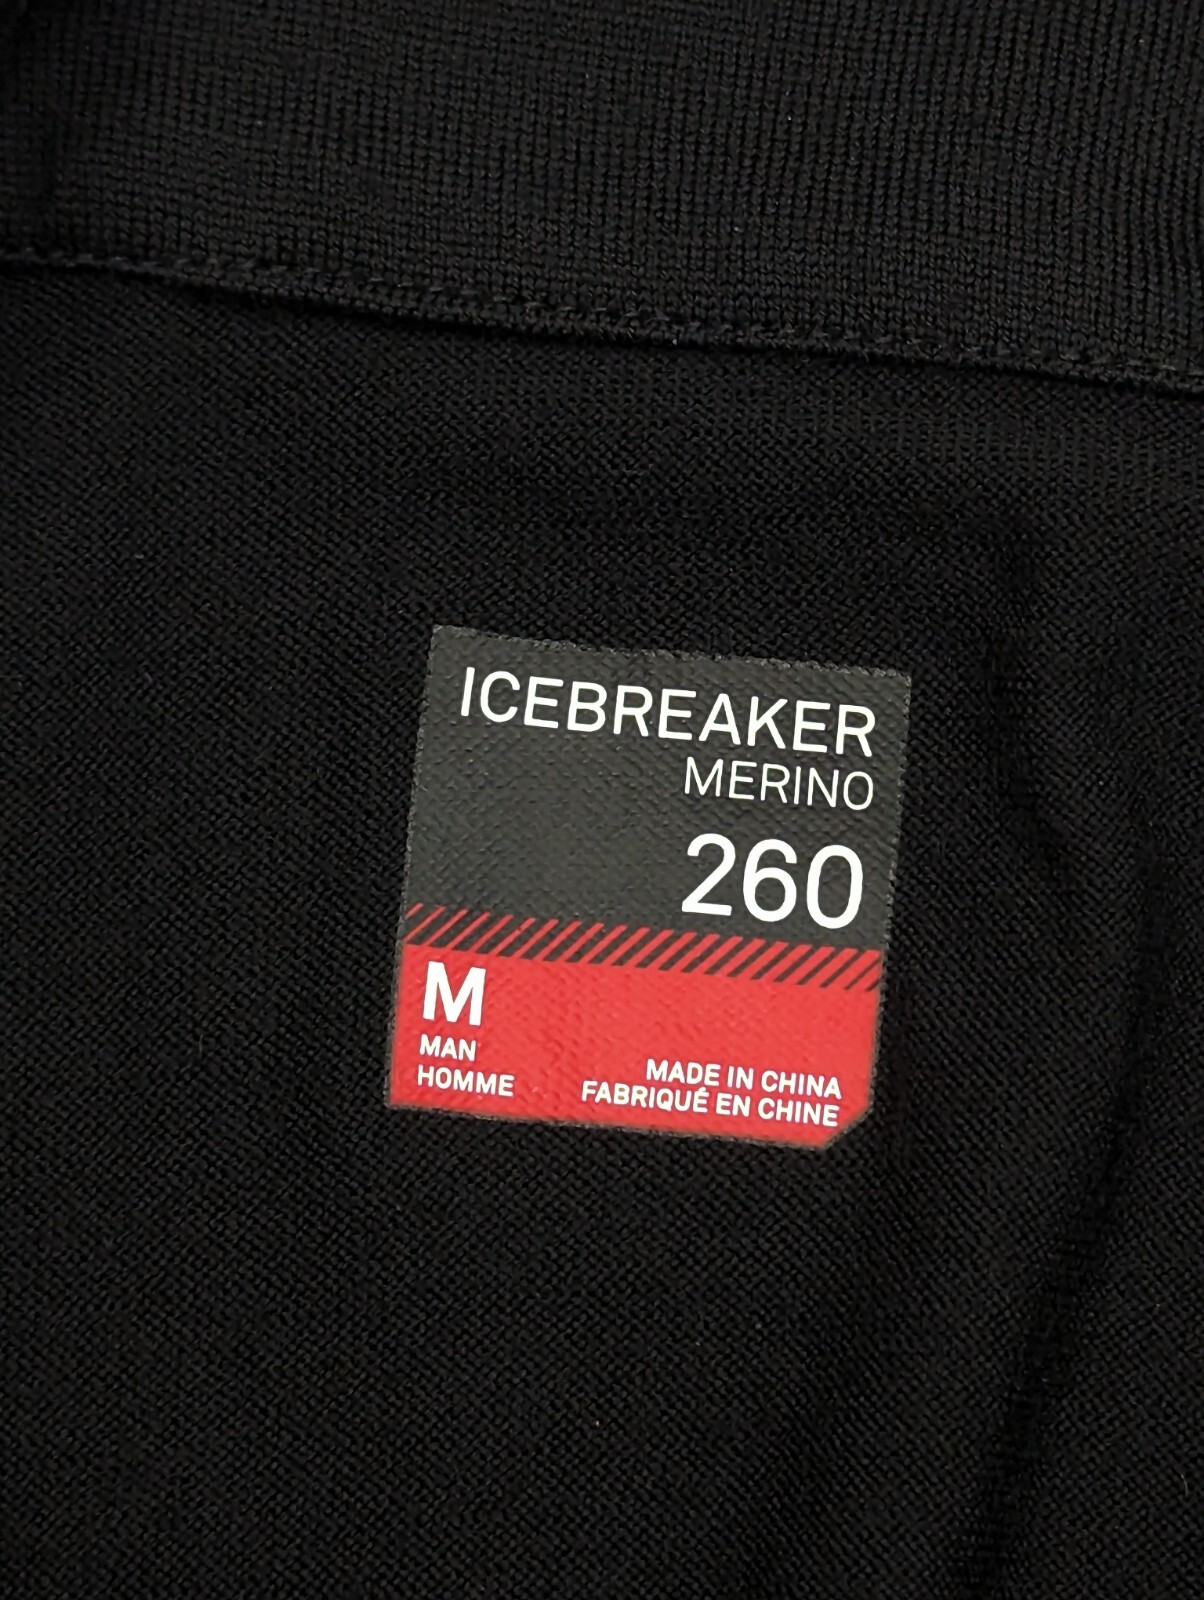 ICEBREAKER
MERINO
260
M
MAN
HOMME
MADE IN CHINA
FABRIQUÉ EN CHINE